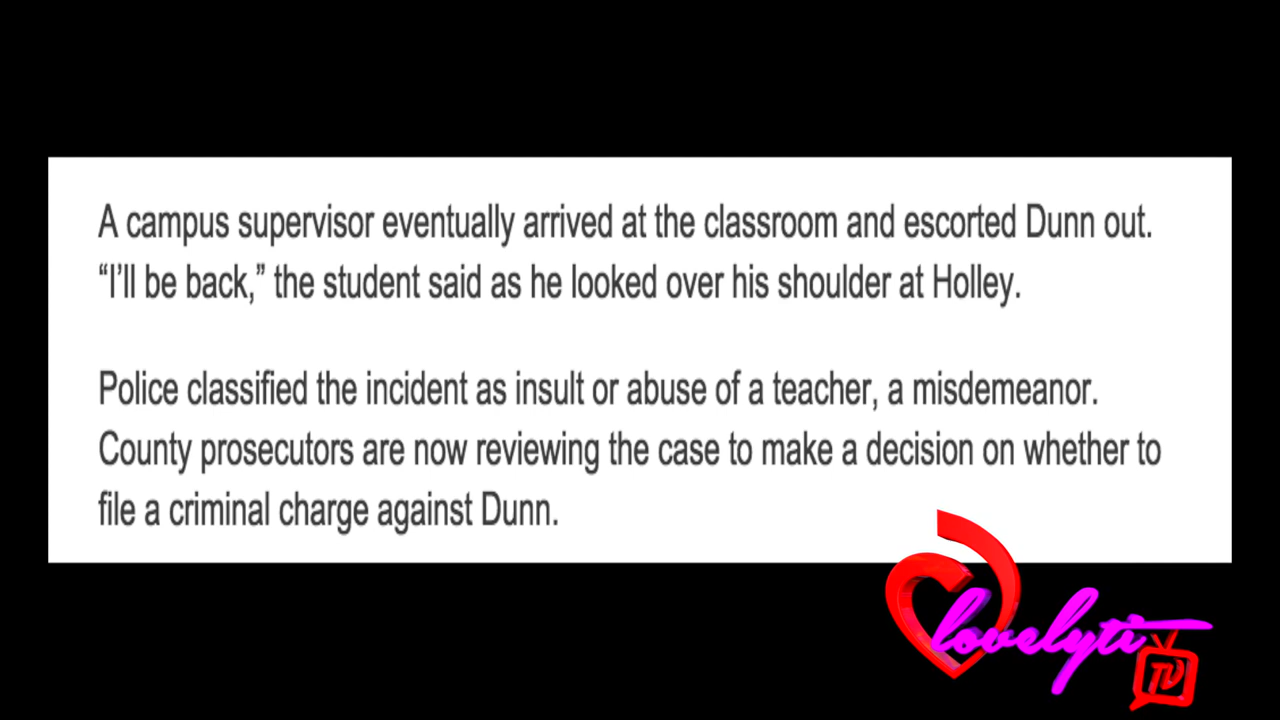 A campus supervisor eventually arrived at the classroom and escorted Dunn out.
“I’ll be back,” the student said as he looked over his shoulder at Holley.
Police classified the incident as insult or abuse of a teacher, a misdemeanor.
County prosecutors are now reviewing the case to make a decision on whether to
file a criminal charge against Dunn.
lovelyti
TV